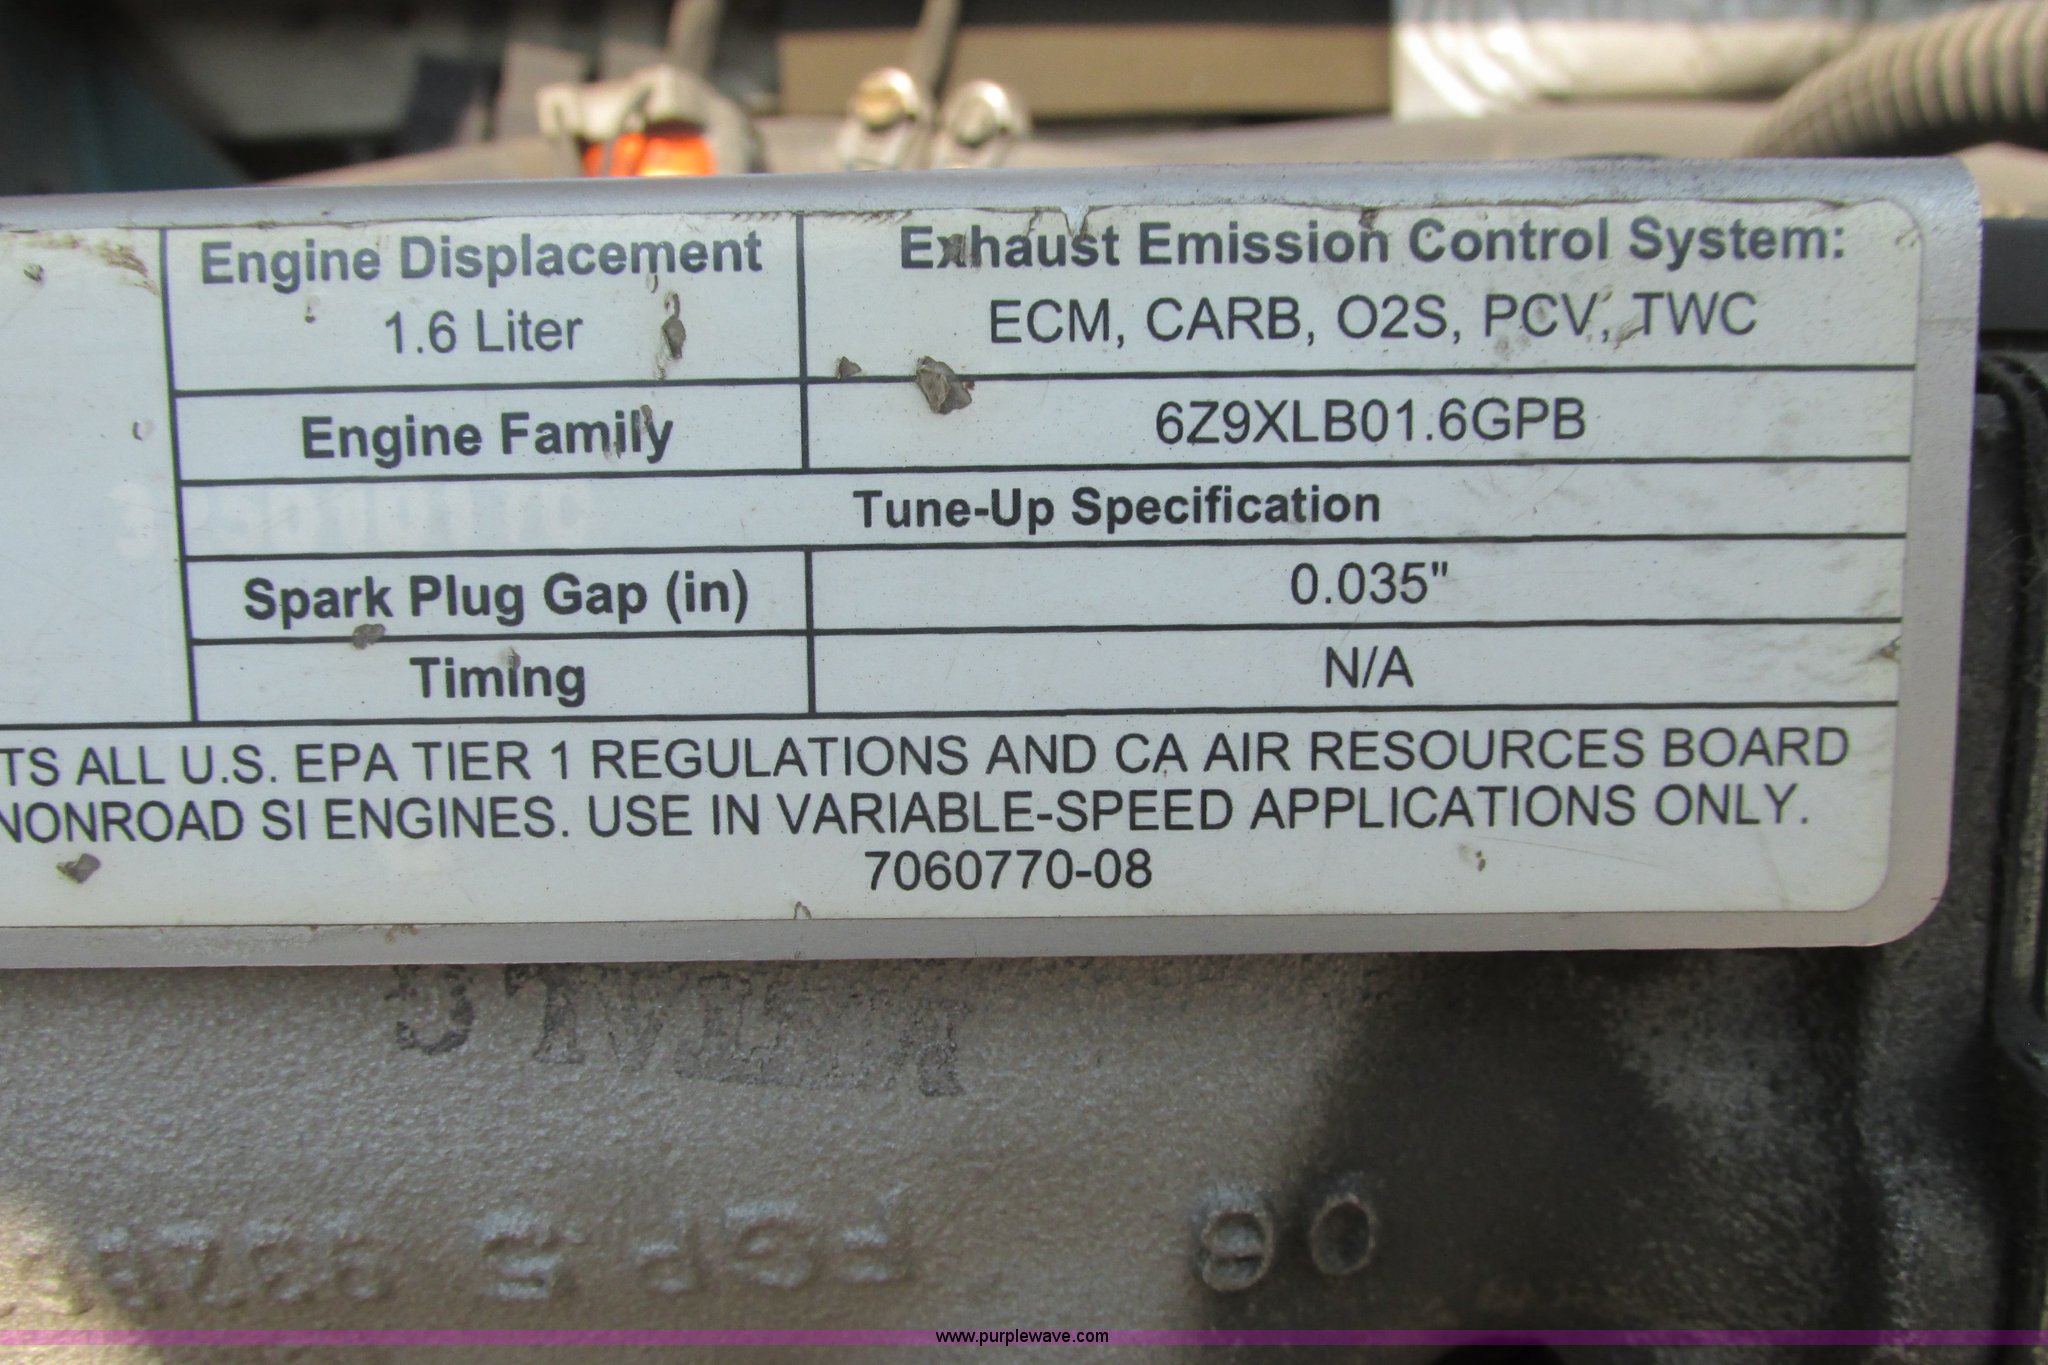 Engine Displacement
1.6 Liter
Exhaust Emission Control System:
ECM, CARB, O2S, PCV, TWC
Engine Family
6Z9XLB01.6GPB
Tune-Up Specification
Spark Plug Gap (in)
0.035"
Timing
N/A
TS ALL U.S. EPA TIER 1 REGULATIONS AND CA AIR RESOURCES BOARD
NONROAD SI ENGINES. USE IN VARIABLE-SPEED APPLICATIONS ONLY.
7060770-08
www.purplewave.com